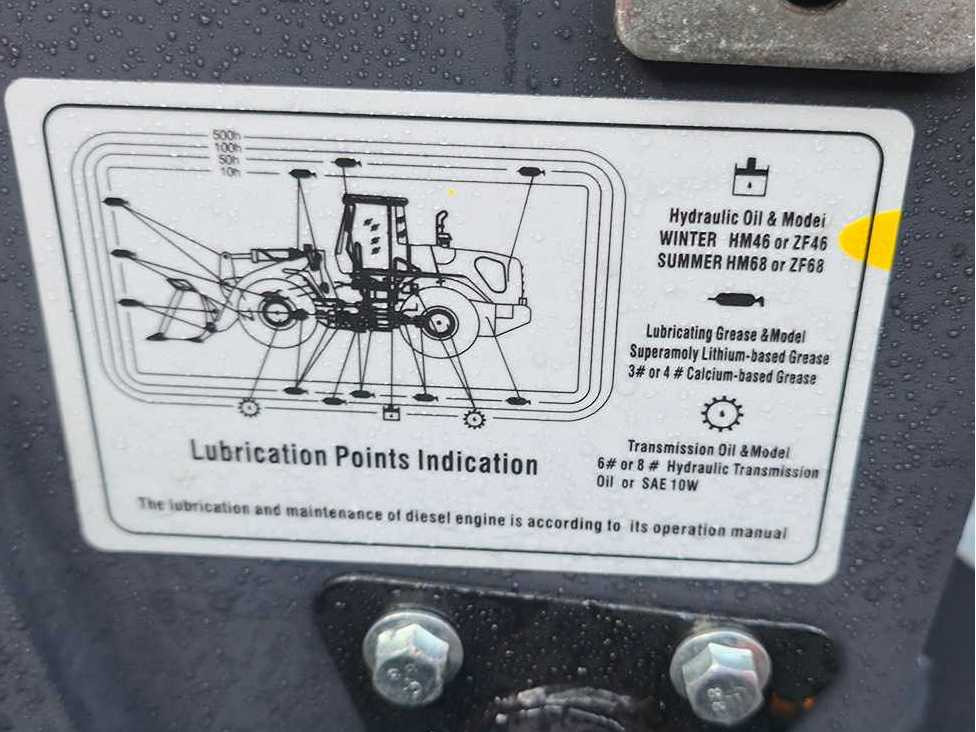 500h
100h
50h
10h
Hydraulic Oil & Model
WINTER HM46 or ZF46
SUMMER HM68 or ZF68
Lubricating Grease & Model
Superamoly Lithium-based Grease
3# or 4 # Calcium-based Grease
Transmission Oil & Model
6# or 8 # Hydraulic Transmission
Oil or SAE 10W
Lubrication Points Indication
The lubrication and maintenance of diesel engine is according to its operation manual